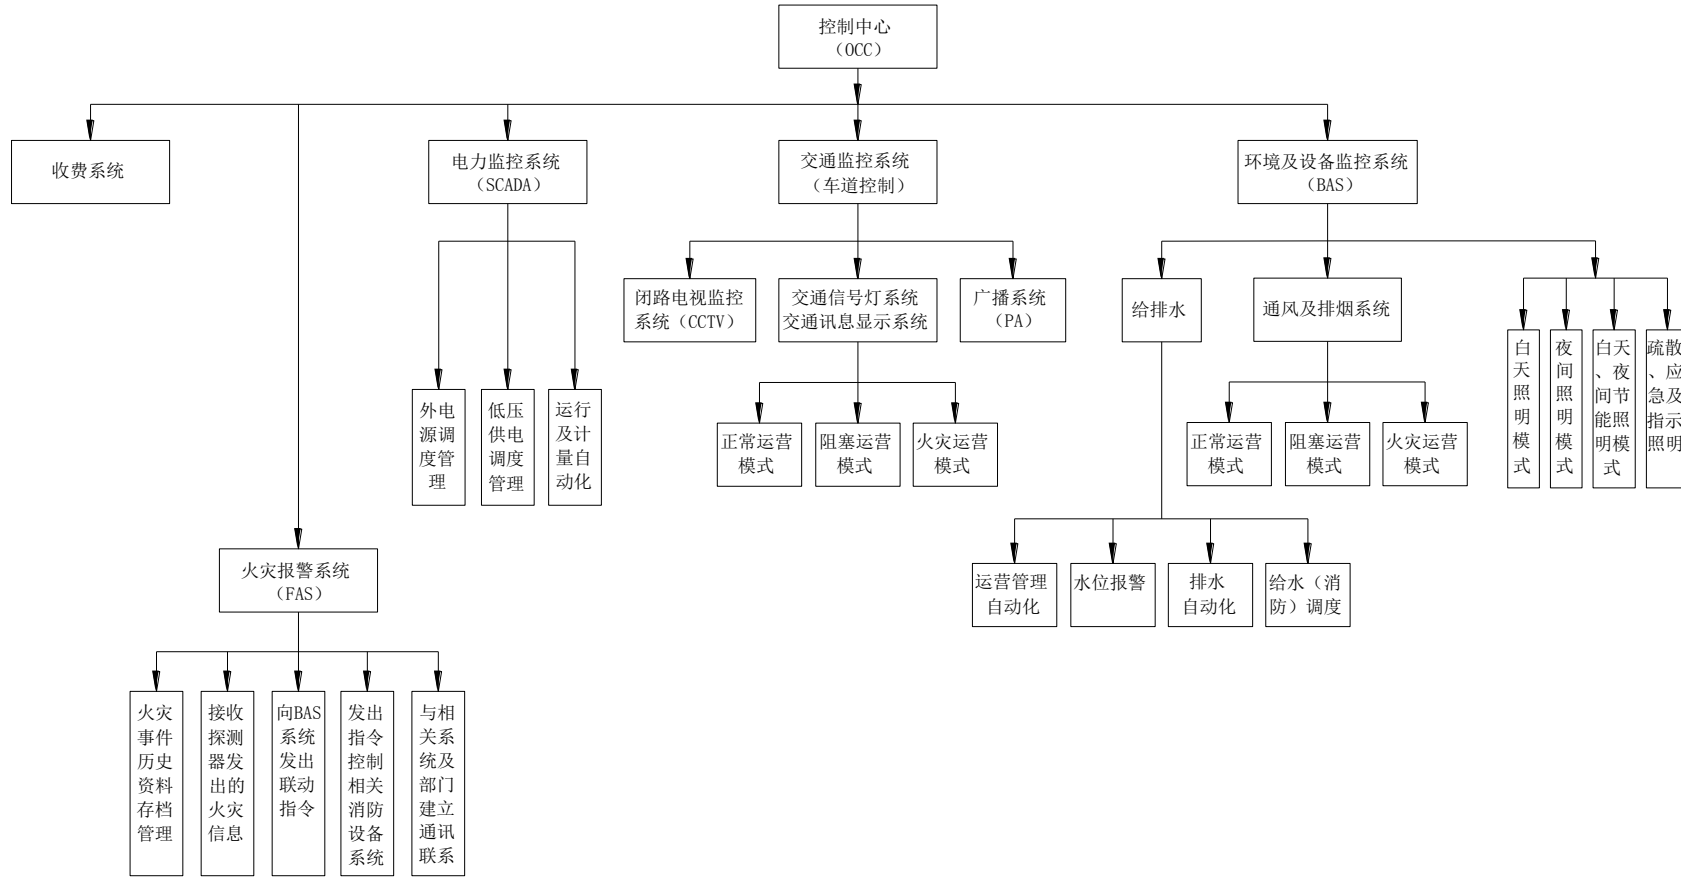 控制中心
（OCC）
收费系统
电力监控系统
（SCADA）
交通监控系统
（车道控制）
环境及设备监控系统
（BAS）
闭路电视监控
系统（CCTV）
交通信号灯系统
交通讯息显示系统
广播系统
（PA）
给排水
通风及排烟系统
白
天
照
明
模
式
夜
间
照
明
模
式
白天
、夜
间节
能照
明模
式
疏散
、应
急及
指示
照明
外电
源调
度管
理
低压
供电
调度
管理
运行
及计
量自
动化
正常运营
模式
阻塞运营
模式
火灾运营
模式
正常运营
模式
阻塞运营
模式
火灾运营
模式
火灾报警系统
（FAS）
运营管理
自动化
水位报警
排水
自动化
给水（消
防）调度
火灾
事件
历史
资料
存档
管理
接收
探测
器发
出的
火灾
信息
向BAS
系统
发出
联动
指令
发出
指令
控制
相关
消防
设备
系统
与相
关系
统及
部门
建立
通讯
联系